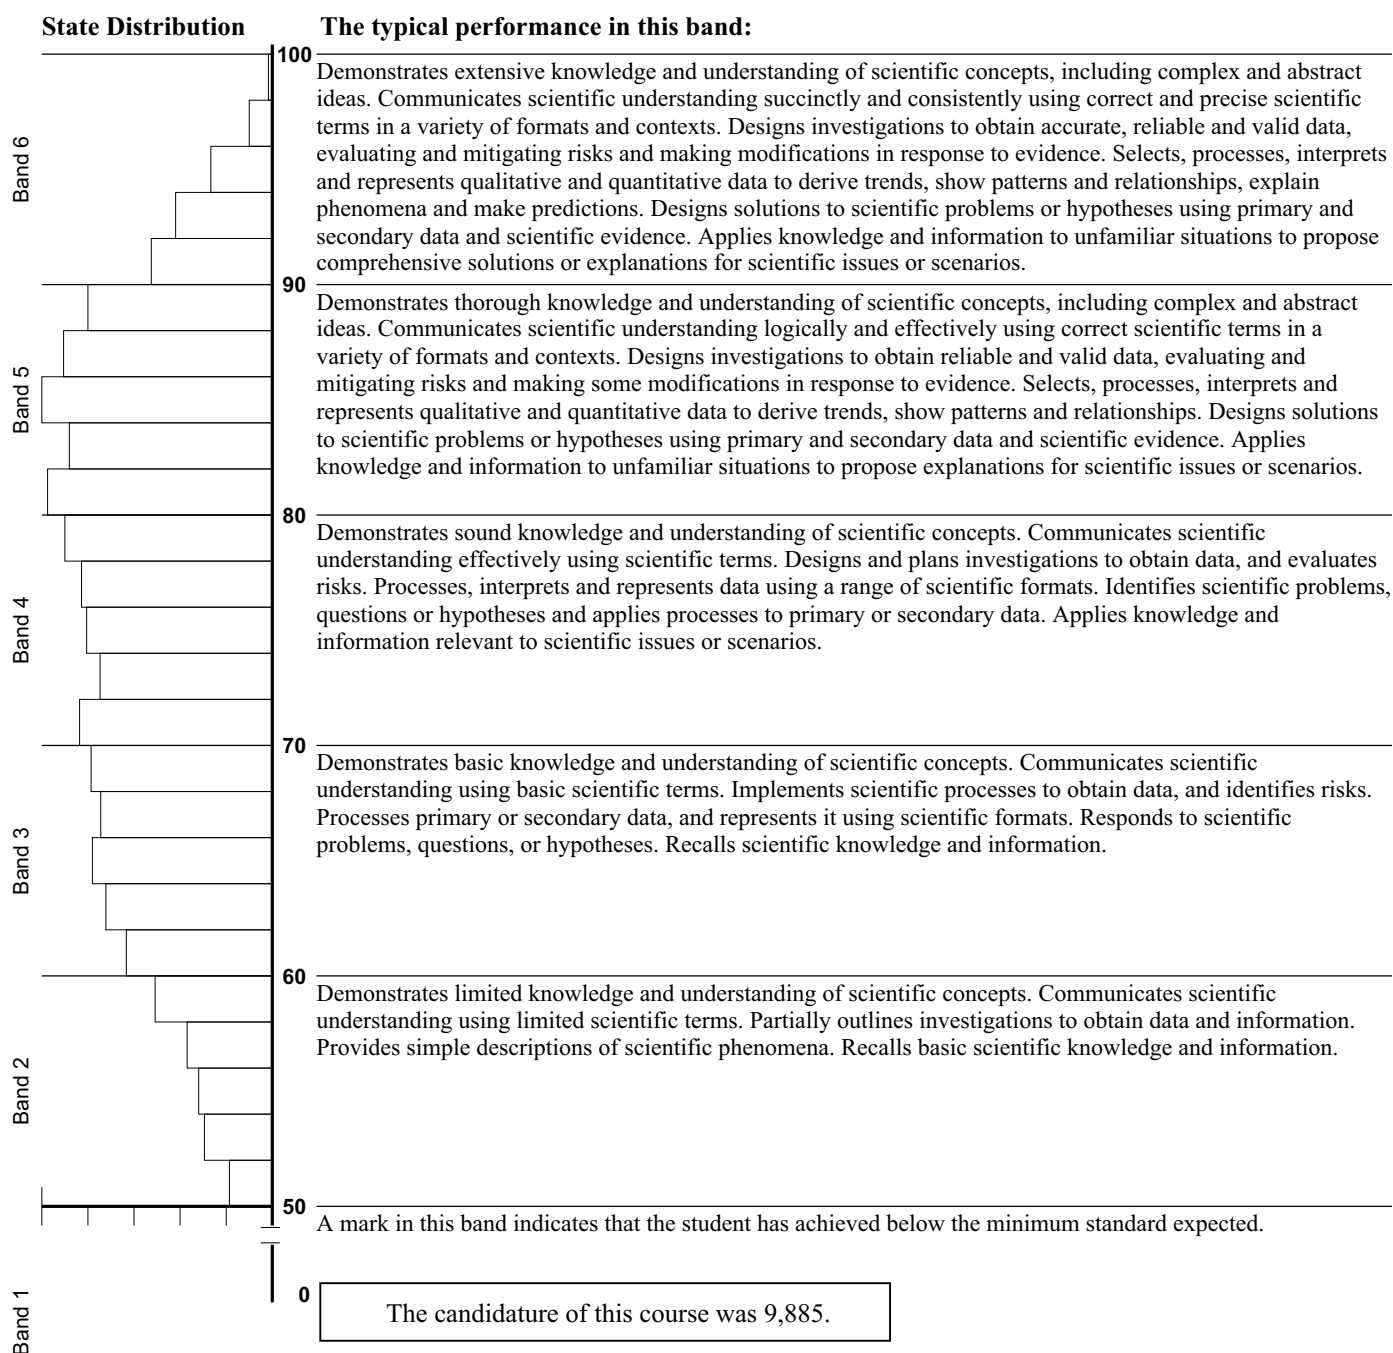 State Distribution
The typical performance in this band:
100
Demonstrates extensive knowledge and understanding of scientific concepts, including complex and abstract
ideas. Communicates scientific understanding succinctly and consistently using correct and precise scientific
terms in a variety of formats and contexts. Designs investigations to obtain accurate, reliable and valid data,
evaluating and mitigating risks and making modifications in response to evidence. Selects, processes, interprets
and represents qualitative and quantitative data to derive trends, show patterns and relationships, explain
phenomena and make predictions. Designs solutions to scientific problems or hypotheses using primary and
secondary data and scientific evidence. Applies knowledge and information to unfamiliar situations to propose
comprehensive solutions or explanations for scientific issues or scenarios.
Band 6
90
Demonstrates thorough knowledge and understanding of scientific concepts, including complex and abstract
ideas. Communicates scientific understanding logically and effectively using correct scientific terms in a
variety of formats and contexts. Designs investigations to obtain reliable and valid data, evaluating and
mitigating risks and making some modifications in response to evidence. Selects, processes, interprets and
represents qualitative and quantitative data to derive trends, show patterns and relationships. Designs solutions
to scientific problems or hypotheses using primary and secondary data and scientific evidence. Applies
knowledge and information to unfamiliar situations to propose explanations for scientific issues or scenarios.
Band 5
80
Demonstrates sound knowledge and understanding of scientific concepts. Communicates scientific
understanding effectively using scientific terms. Designs and plans investigations to obtain data, and evaluates
risks. Processes, interprets and represents data using a range of scientific formats. Identifies scientific problems,
questions or hypotheses and applies processes to primary or secondary data. Applies knowledge and
information relevant to scientific issues or scenarios.
Band 4
70
Demonstrates basic knowledge and understanding of scientific concepts. Communicates scientific
understanding using basic scientific terms. Implements scientific processes to obtain data, and identifies risks.
Processes primary or secondary data, and represents it using scientific formats. Responds to scientific
problems, questions, or hypotheses. Recalls scientific knowledge and information.
Band 3
60
Demonstrates limited knowledge and understanding of scientific concepts. Communicates scientific
understanding using limited scientific terms. Partially outlines investigations to obtain data and information.
Provides simple descriptions of scientific phenomena. Recalls basic scientific knowledge and information.
Band 2
50
A mark in this band indicates that the student has achieved below the minimum standard expected.
Band 1
0
The candidature of this course was 9,885.